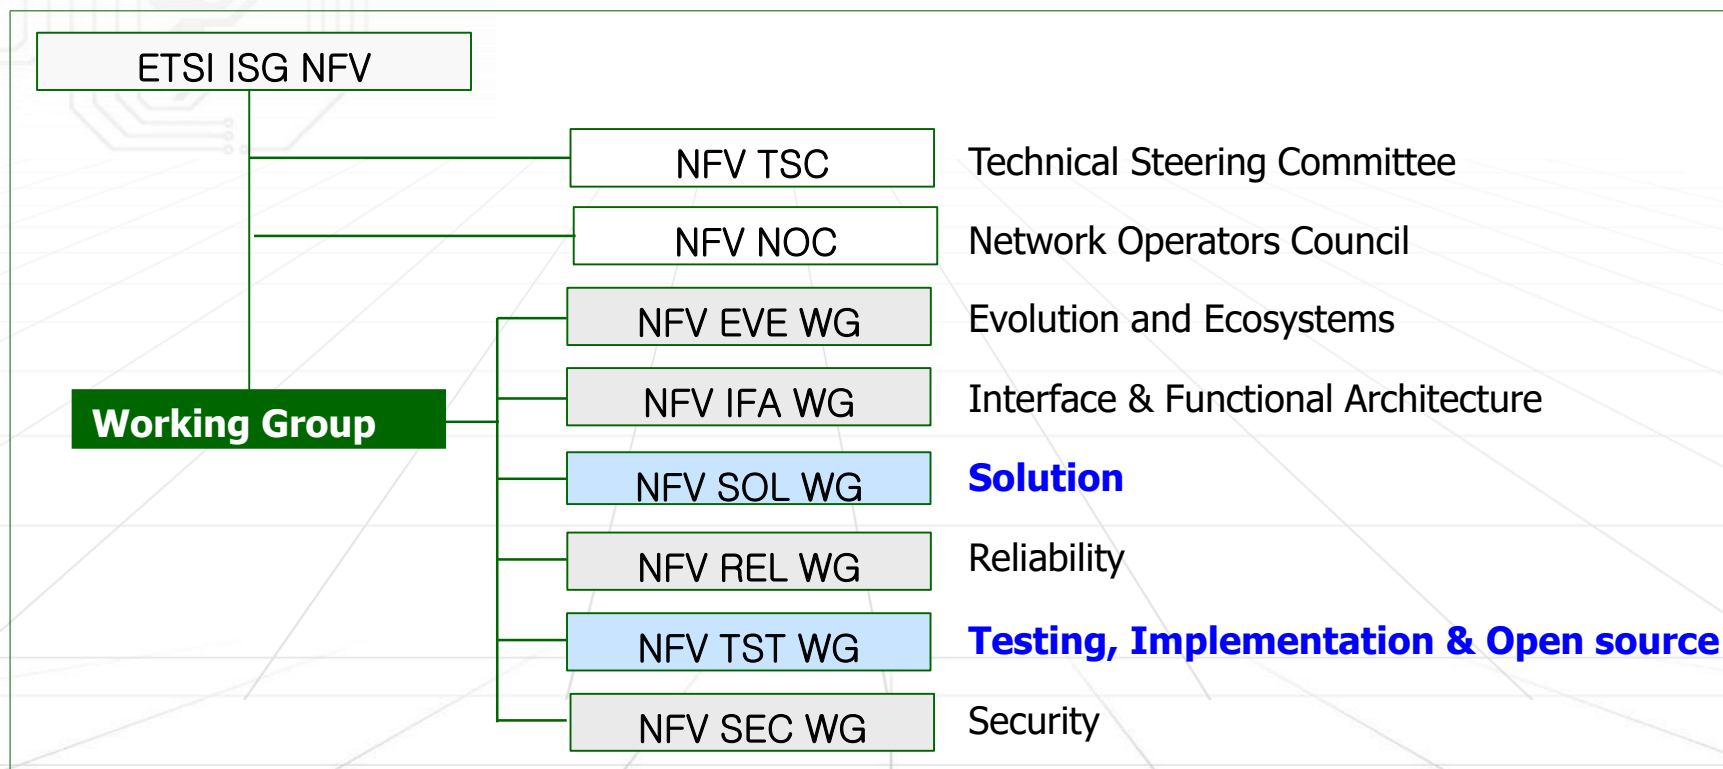 ETSI ISG NFV
NFV TSC Technical Steering Committee
NFV NOC Network Operators Council
NFV EVE WG Evolution and Ecosystems
NFV IFA WG Interface & Functional Architecture
Working Group
NFV SOL WG Solution
NFV REL WG Reliability
NFV TST WG Testing, Implementation & Open source
NFV SEC WG Security